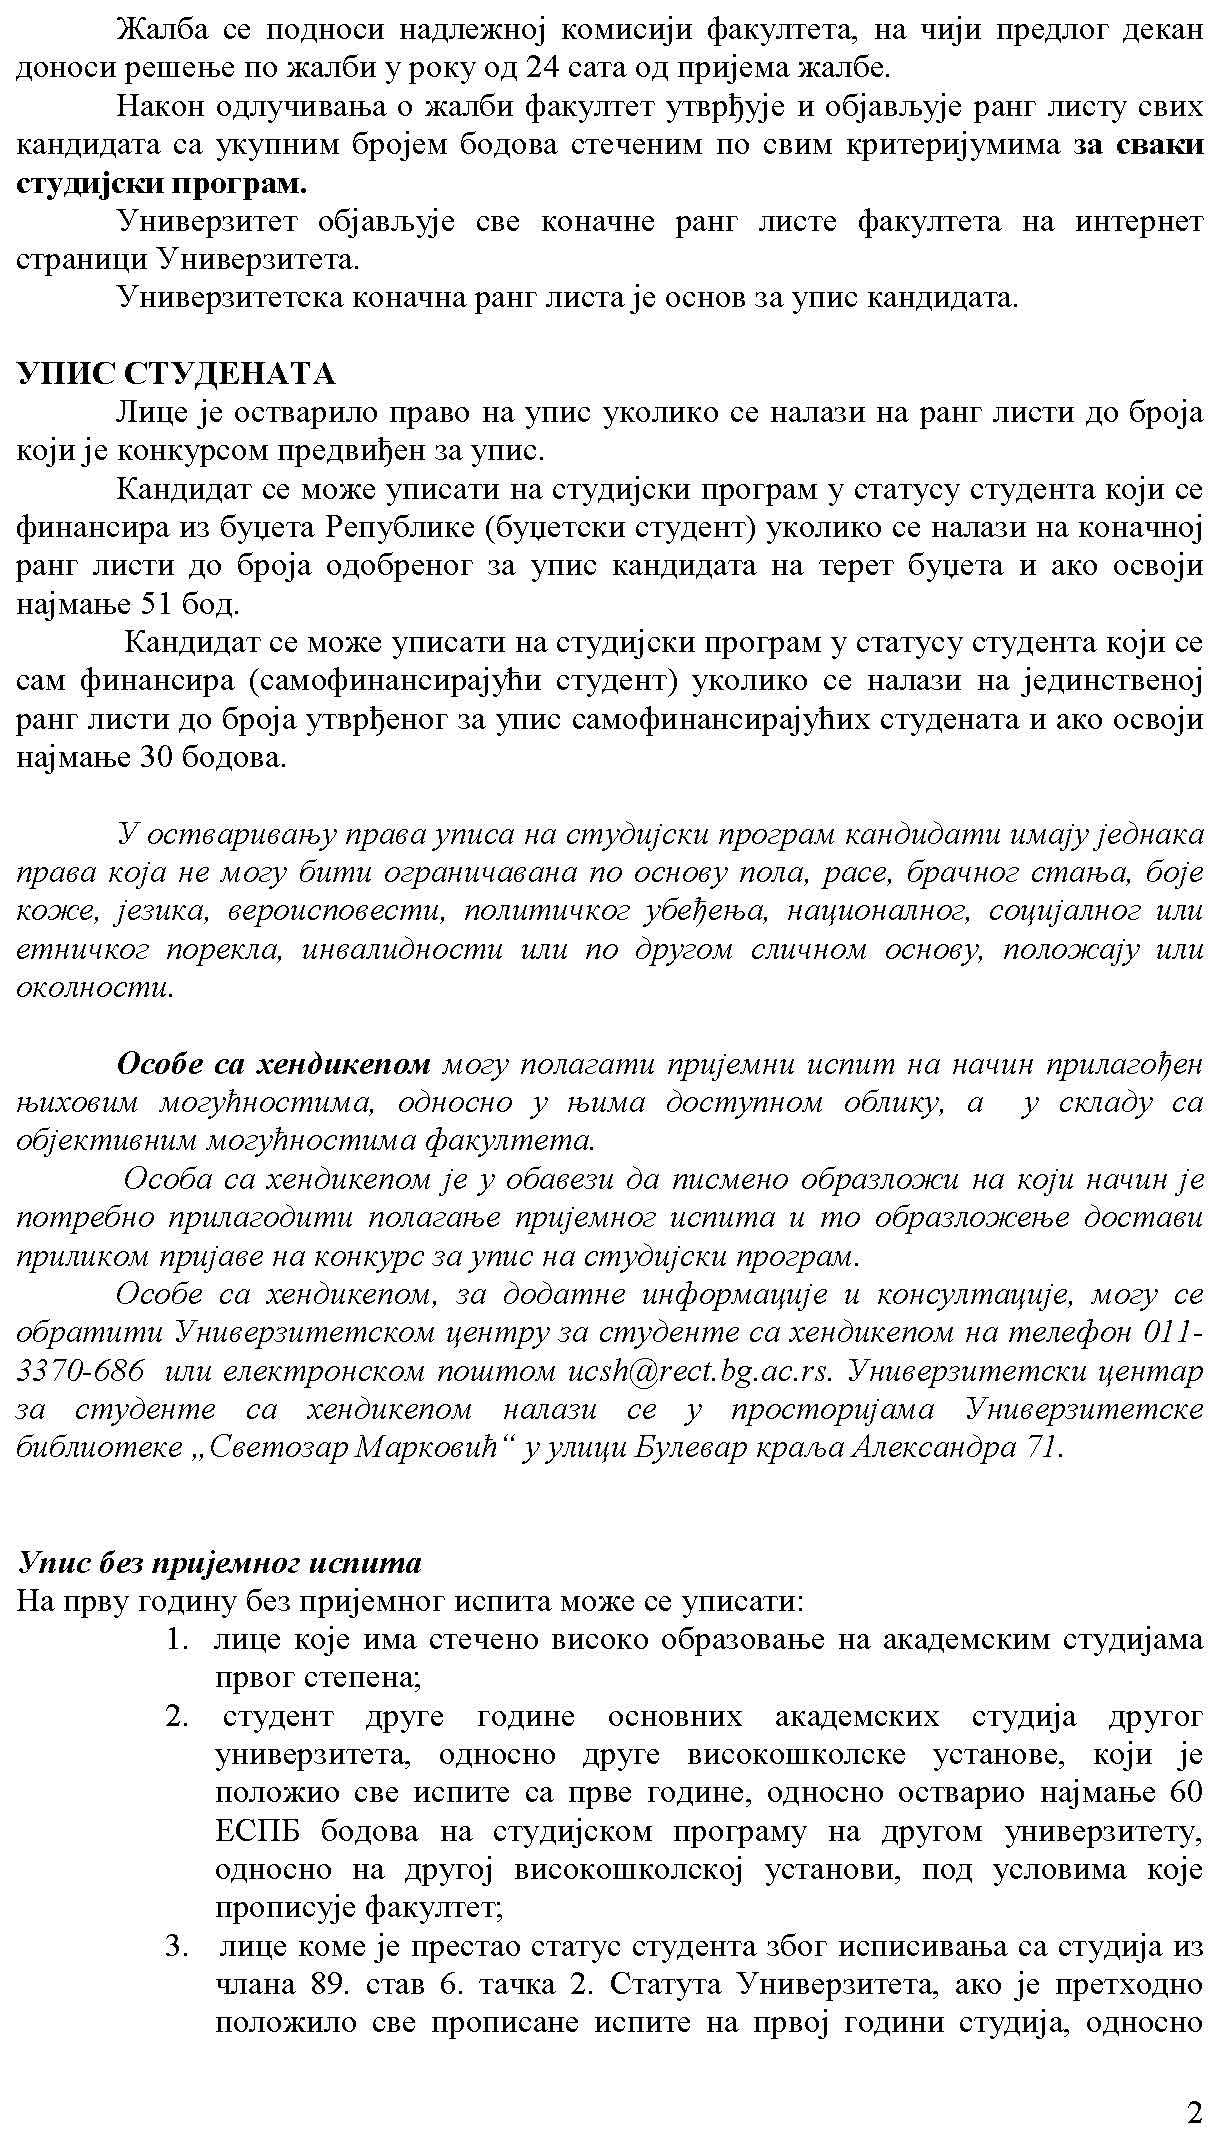 Жалба се подноси надлежној комисији факултета, на чији предлог декан
доноси решење по жалби у року од 24 сата од пријема жалбе.
Након одлучивања о жалби факултет утврђује и објављује ранг листу свих
кандидата са укупним бројем бодова стеченим по свим критеријумима за сваки
студијски програм.
Универзитет објављује све коначне ранг листе факултета на интернет
страници Универзитета.
Универзитетска коначна ранг листа је основ за упис кандидата.
УПИС СТУДЕНАТА
Лице је остварило право на упис уколико се налази на ранг листи до броја
који је конкурсом предвиђен за упис.
Кандидат се може уписати на студијски програм у статусу студента који се
финансира из буџета Републике (буџетски студент) уколико се налази на коначној
ранг листи до броја одобреног за упис кандидата на терет буџета и ако освоји
најмање 51 бод.
Кандидат се може уписати на студијски програм у статусу студента који се
сам финансира (самофинансирајући студент) уколико се налази на јединственој
ранг листи до броја утврђеног за упис самофинансирајућих студената и ако освоји
најмање 30 бодова.
У остваривању права уписа на студијски програм кандидати имају једнака
права која не могу бити ограничавана по основу пола, расе, брачног стања, боје
коже, језика, вероисповести, политичког убеђења, националног, социјалног или
етничког порекла, инвалидности или по другом сличном основу, положају или
околности.
Особе са хендикепом могу полагати пријемни испит на начин прилагођен
њиховим могућностима, односно у њима доступном облику, а у складу са
објективним могућностима факултета.
Особа са хендикепом је у обавези да писмено образложи на који начин је
потребно прилагодити полагање пријемног испита и то образложење достави
приликом пријаве на конкурс за упис на студијски програм.
Особе са хендикепом, за додатне информације и консултације, могу се
обратити Универзитетском центру за студенте са хендикепом на телефон 011-
3370-686 или електронском поштом ucsh@rect.bg.ac.rs. Универзитетски центар
за студенте са хендикепом налази се у просторијама Универзитетске
библиотеке „Светозар Марковић“ у улици Булевар краља Александра 71.
Упис без пријемног испита
На прву годину без пријемног испита може се уписати:
1. лице које има стечено високо образовање на академским студијама
првог степена;
2. студент друге године основних академских студија другог
универзитета, односно друге високошколске установе, који је
положио све испите са прве године, односно остварио најмање 60
ЕСПБ бодова на студијском програму на другом универзитету,
односно на другој високошколској установи, под условима које
прописује факултет;
3. лице коме је престао статус студента због исписивања са студија из
члана 89. став 6. тачка 2. Статута Универзитета, ако је претходно
положило све прописане испите на првој години студија, односно
2